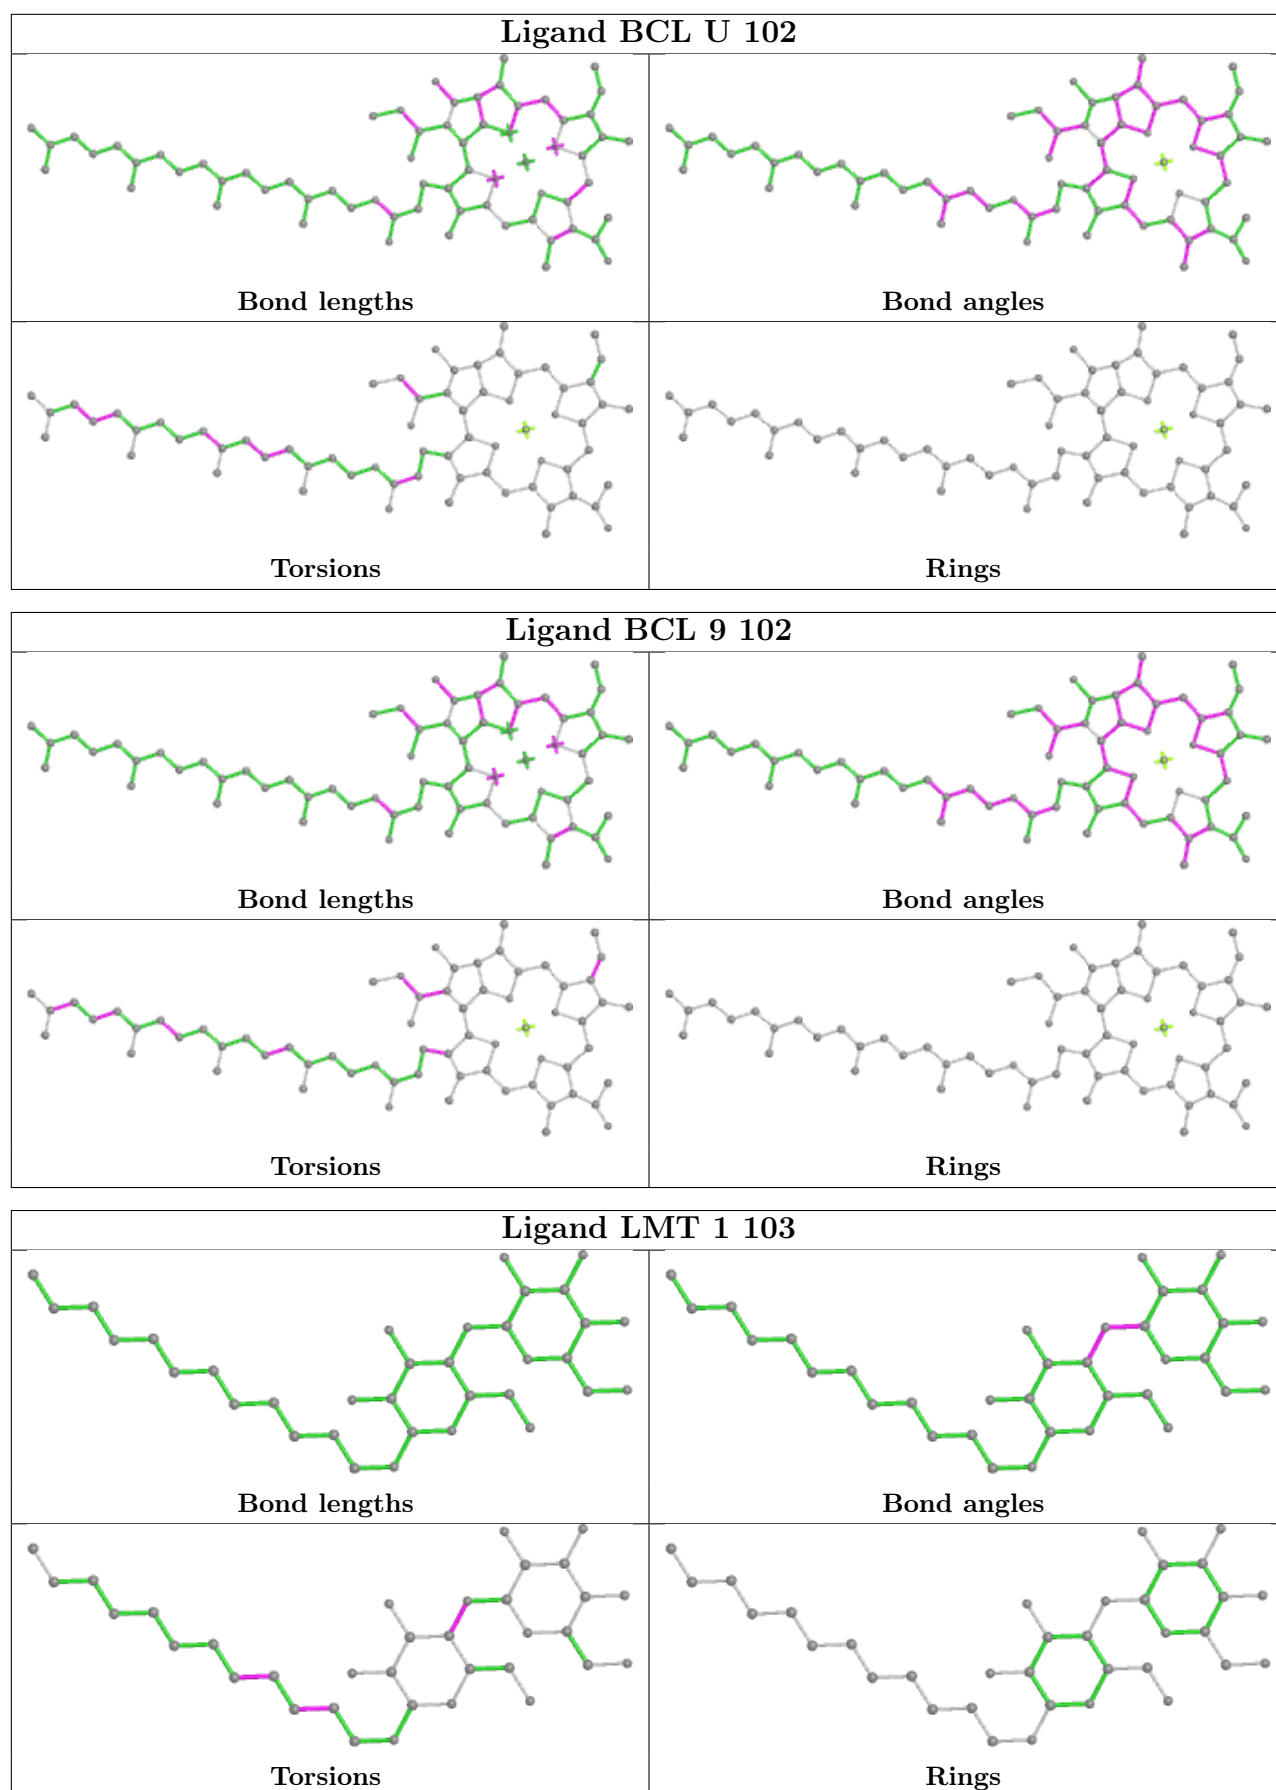 Ligand BCL U 102
Bond lengths
Bond angles
Torsions
Rings
Ligand BCL 9 102
Bond lengths
Bond angles
Torsions
Rings
Ligand LMT 1 103
Bond lengths
Bond angles
Torsions
Rings